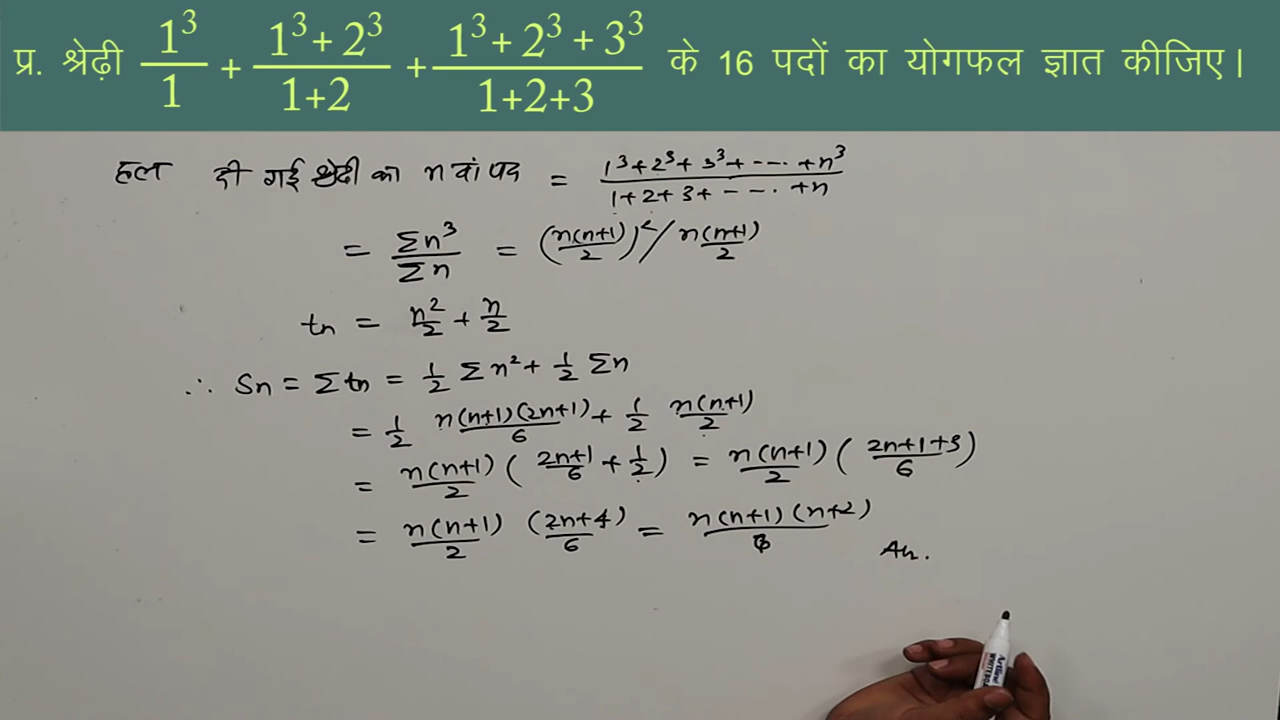 प्र. श्रेढ़ी 1³/1 + (1³+2³)/(1+2) + (1³+2³+3³)/(1+2+3) के 16 पदों का योगफल ज्ञात कीजिए।
हल दी गई श्रेढी का n वां पद = (1³+2³+3³+----+n³)/(1+2+3+----+n)
= Σn³/Σn = (n(n+1)/2)² / n(n+1)/2
tn = n²/2 + n/2
∴ Sn = Σtn = 1/2 Σn² + 1/2 Σn
= 1/2 n(n+1)(2n+1)/6 + 1/2 n(n+1)/2
= n(n+1)/2 (2n+1/6 + 1/2) = n(n+1)/2 (2n+1+3/6)
= n(n+1)/2 (2n+4)/6 = n(n+1)(n+2)/6 An.